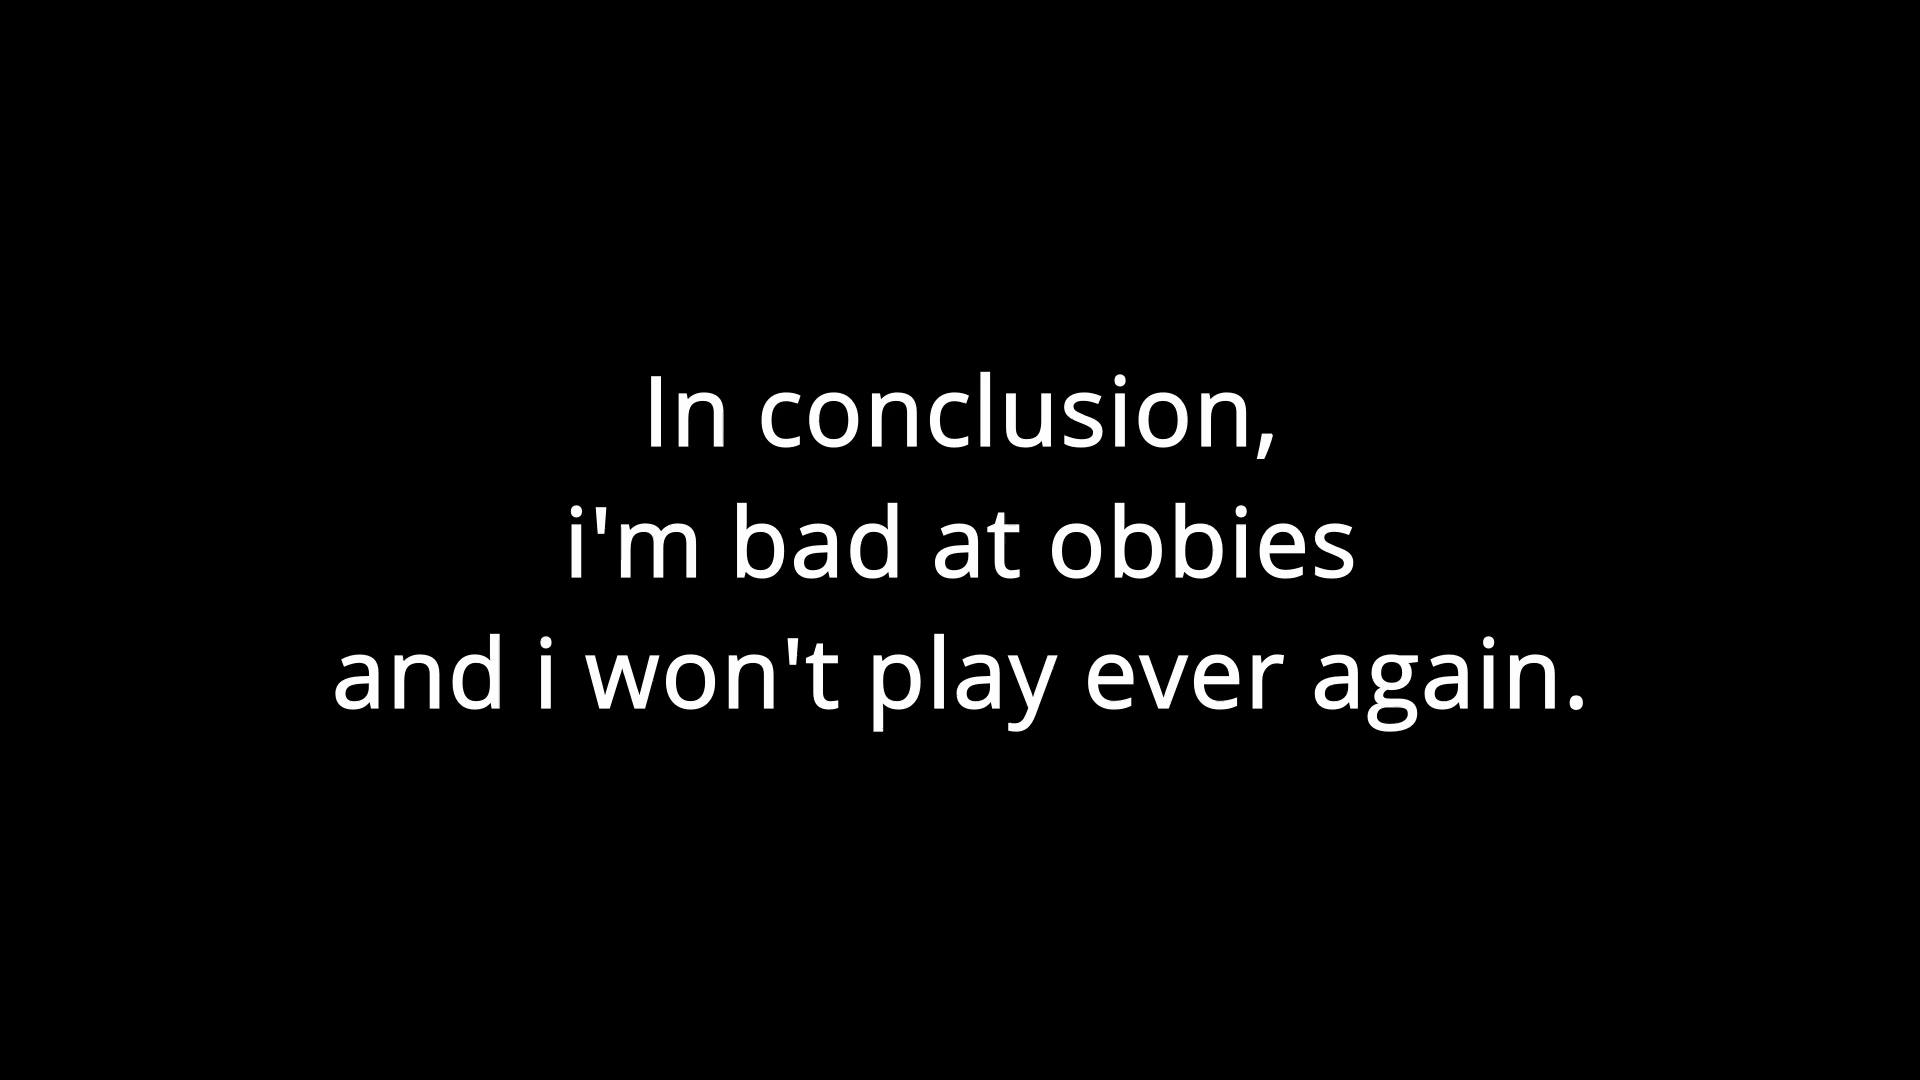 In conclusion,
i'm bad at obbies
and i won't play ever again.